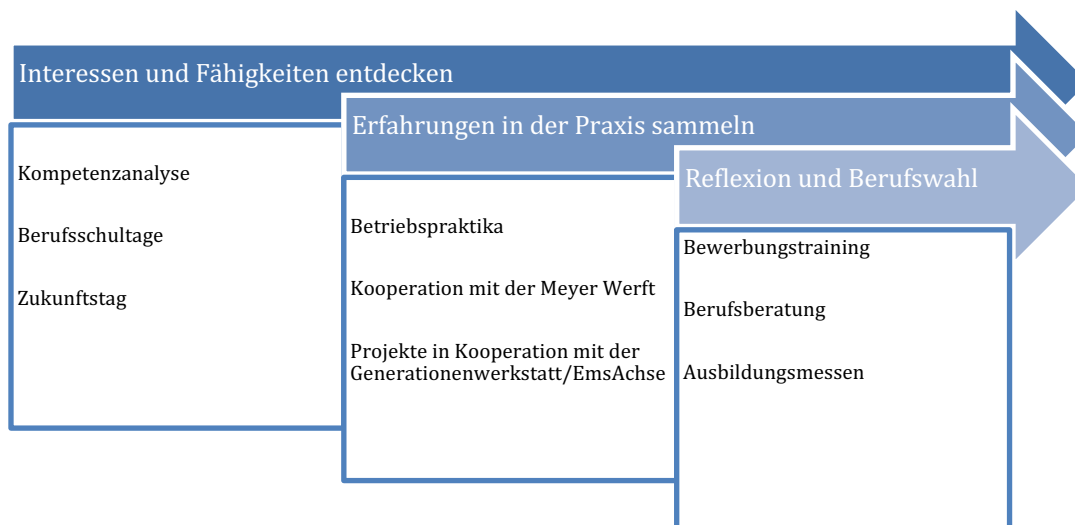 Interessen und Fähigkeiten entdecken
Kompetenzanalyse
Berufsschultage
Zukunftstag
Erfahrungen in der Praxis sammeln
Betriebspraktika
Kooperation mit der Meyer Werft
Projekte in Kooperation mit der
Generationenwerkstatt/EmsAchse
Reflexion und Berufswahl
Bewerbungstraining
Berufsberatung
Ausbildungsmessen